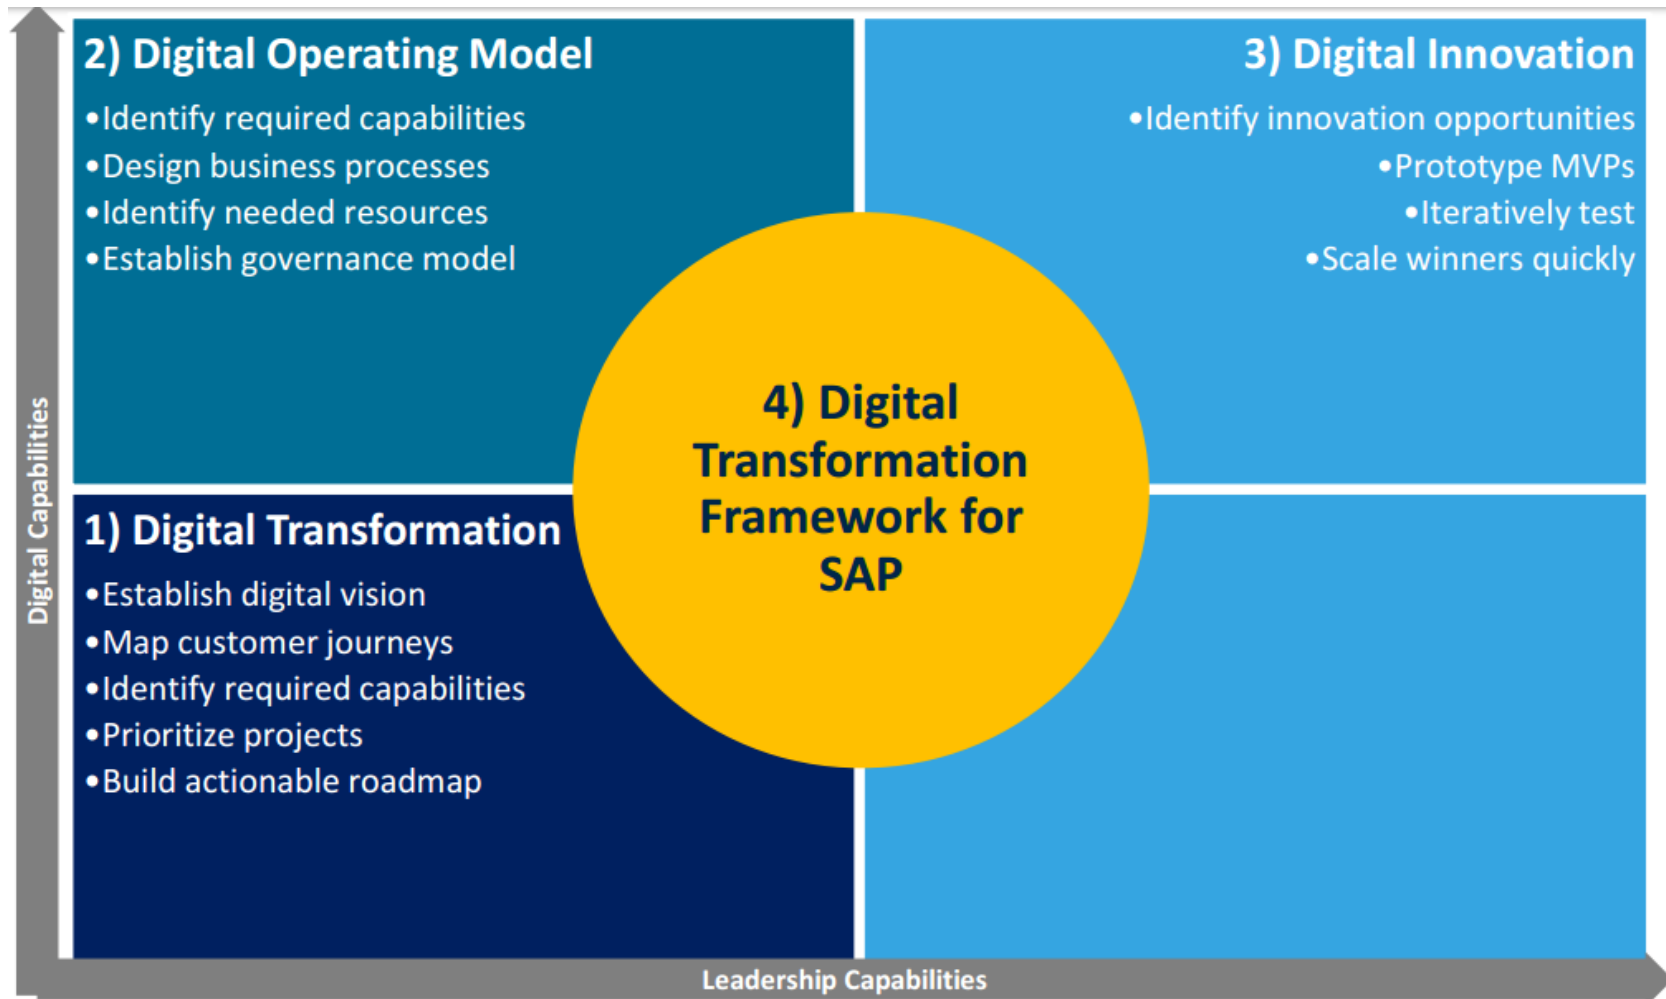 2) Digital Operating Model
•Identify required capabilities
•Design business processes
•Identify needed resources
•Establish governance model
3) Digital Innovation
•Identify innovation opportunities
•Prototype MVPs
•Iteratively test
•Scale winners quickly
4) Digital
Transformation
Framework for
SAP
1) Digital Transformation
•Establish digital vision
•Map customer journeys
•Identify required capabilities
•Prioritize projects
•Build actionable roadmap
Digital Capabilities
Leadership Capabilities